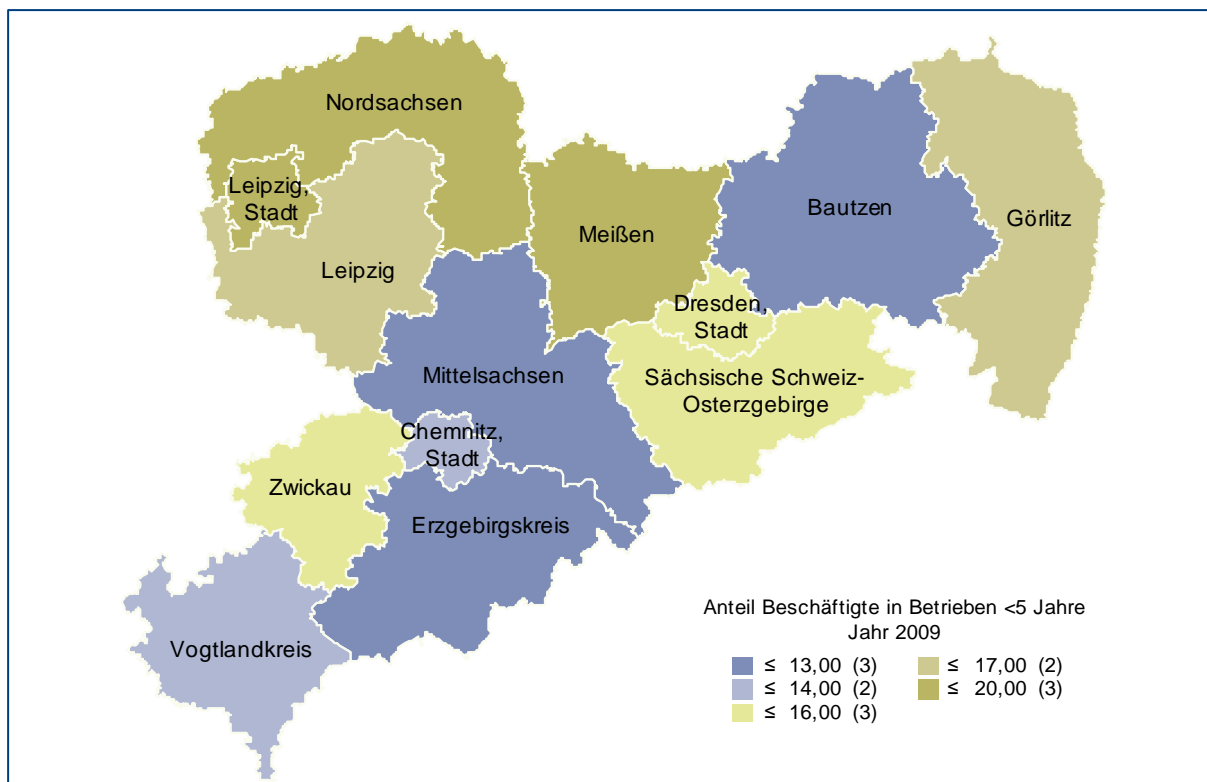 Nordsachsen
Leipzig,
Stadt
Leipzig
Meißen
Bautzen
Görlitz
Dresden,
Stadt
Mittelsachsen
Sächsische Schweiz-
Osterzgebirge
Chemnitz,
Stadt
Zwickau
Erzgebirgskreis
Vogtlandkreis
Anteil Beschäftigte in Betrieben <5 Jahre
Jahr 2009
≤ 13,00 (3)
≤ 14,00 (2)
≤ 16,00 (3)
≤ 17,00 (2)
≤ 20,00 (3)